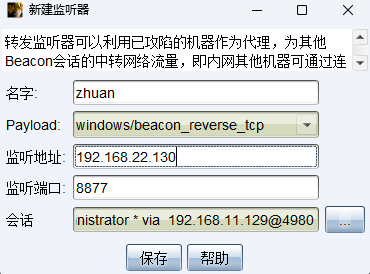 新建监听器
转发监听器可以利用已攻陷的机器作为代理，为其他
Beacon会话的中转网络流量，即内网其他机器可通过连
名字: zhuan
Payload: windows/beacon_reverse_tcp
监听地址: 192.168.22.130
监听端口: 8877
会话 nistrator * via 192.168.11.129@4980 ...
保存 帮助